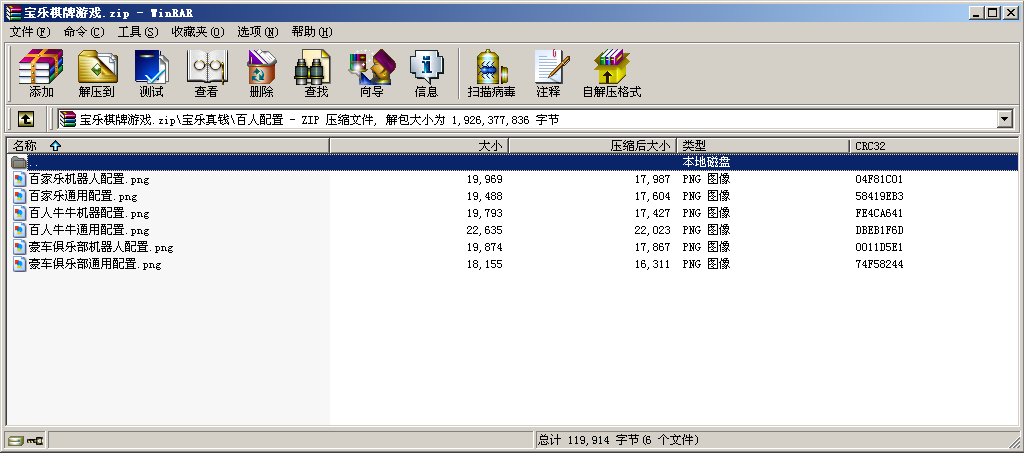 宝乐棋牌游戏.zip - WinRAR
文件(F) 命令(C) 工具(S) 收藏夹(O) 选项(N) 帮助(H)
添加 解压到 测试 查看 删除 查找 向导 信息 扫描病毒 注释 自解压格式
宝乐棋牌游戏.zip\宝乐真钱\百人配置 - ZIP 压缩文件, 解包大小为 1,926,377,836 字节
名称 大小 压缩后大小 类型 CRC32
.. 本地磁盘
百家乐机器人配置.png 19,969 17,987 PNG 图像 04F81C01
百家乐通用配置.png 19,488 17,604 PNG 图像 58419EB3
百人牛牛机器配置.png 19,793 17,427 PNG 图像 FE4CA641
百人牛牛通用配置.png 22,635 22,023 PNG 图像 DBEB1F6D
豪车俱乐部机器人配置.png 19,874 17,867 PNG 图像 0011D5E1
豪车俱乐部通用配置.png 18,155 16,311 PNG 图像 74F58244
总计 119,914 字节(6 个文件)